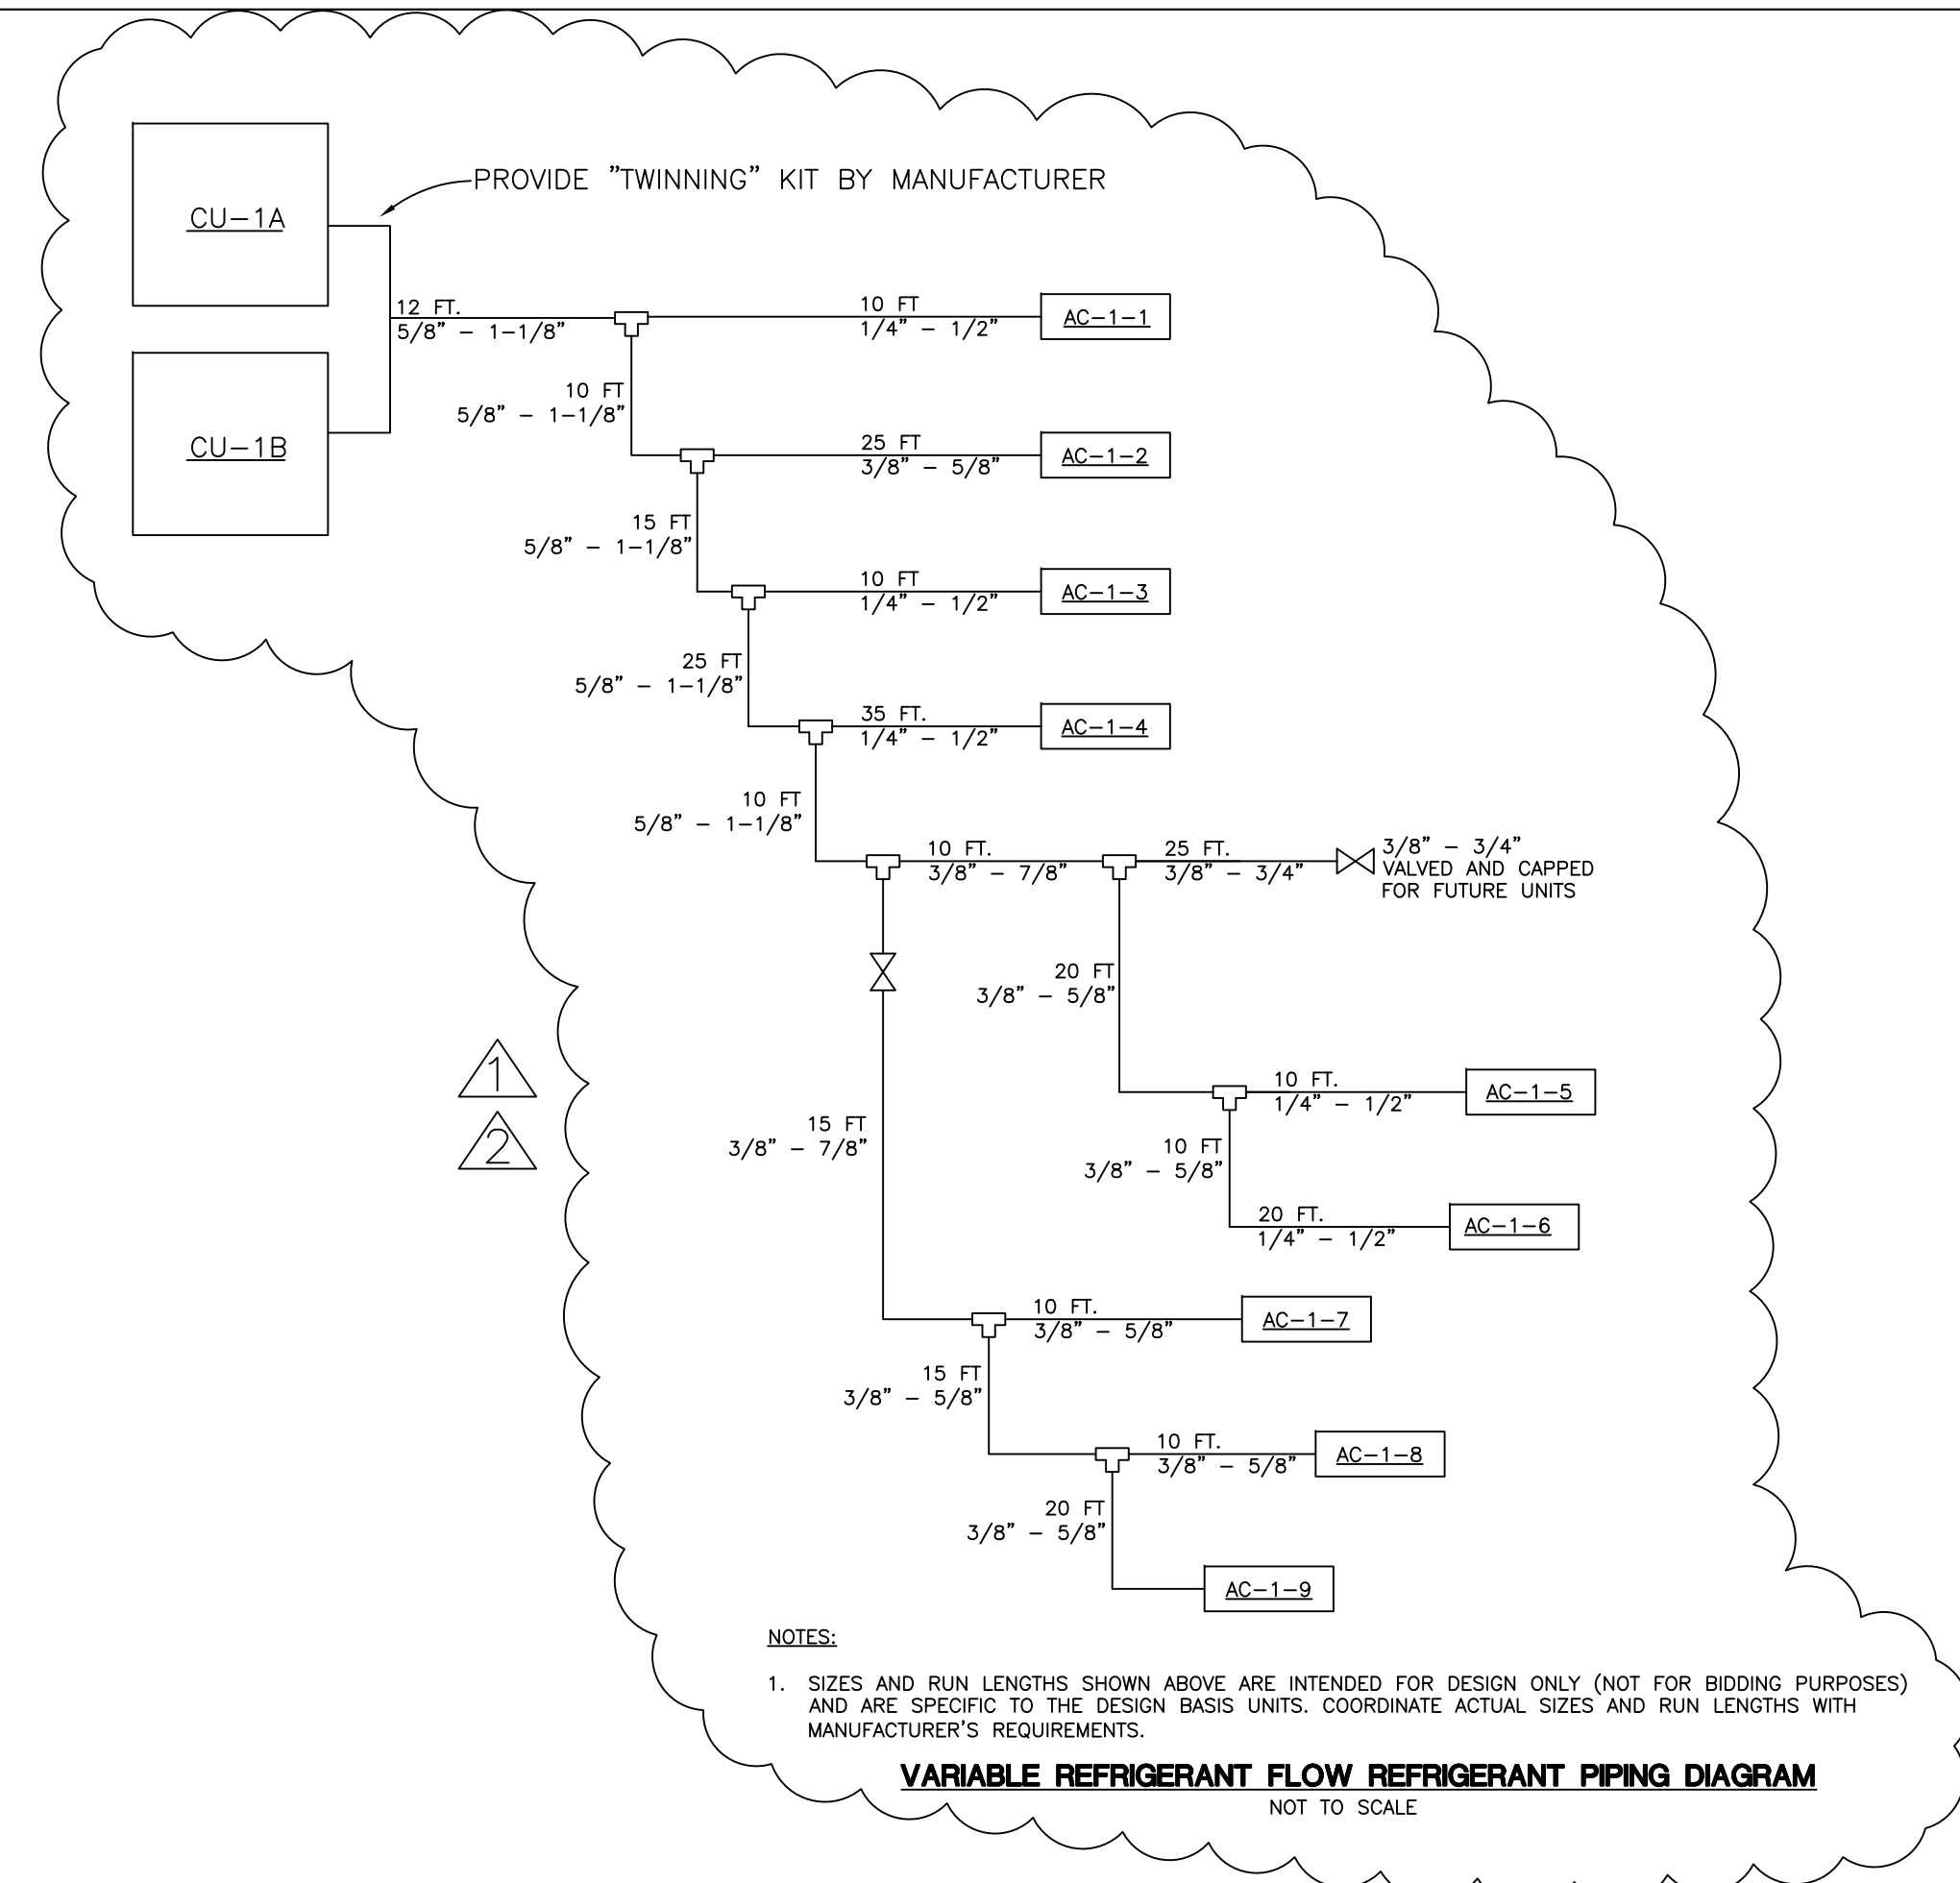 PROVIDE "TWINNING" KIT BY MANUFACTURER
CU-1A
CU-1B
12 FT.
5/8" - 1-1/8"
10 FT
1/4" - 1/2"
AC-1-1
10 FT
5/8" - 1-1/8"
25 FT
3/8" - 5/8"
AC-1-2
15 FT
5/8" - 1-1/8"
10 FT
1/4" - 1/2"
AC-1-3
25 FT
5/8" - 1-1/8"
35 FT.
1/4" - 1/2"
AC-1-4
10 FT
5/8" - 1-1/8"
10 FT.
3/8" - 7/8"
25 FT.
3/8" - 3/4"
3/8" - 3/4"
VALVED AND CAPPED
FOR FUTURE UNITS
20 FT
3/8" - 5/8"
1
2
10 FT.
1/4" - 1/2"
AC-1-5
15 FT
3/8" - 7/8"
10 FT
3/8" - 5/8"
20 FT.
1/4" - 1/2"
AC-1-6
10 FT.
3/8" - 5/8"
AC-1-7
15 FT
3/8" - 5/8"
10 FT.
3/8" - 5/8"
AC-1-8
20 FT
3/8" - 5/8"
AC-1-9
NOTES:
1. SIZES AND RUN LENGTHS SHOWN ABOVE ARE INTENDED FOR DESIGN ONLY (NOT FOR BIDDING PURPOSES)
AND ARE SPECIFIC TO THE DESIGN BASIS UNITS. COORDINATE ACTUAL SIZES AND RUN LENGTHS WITH
MANUFACTURER'S REQUIREMENTS.
VARIABLE REFRIGERANT FLOW REFRIGERANT PIPING DIAGRAM
NOT TO SCALE